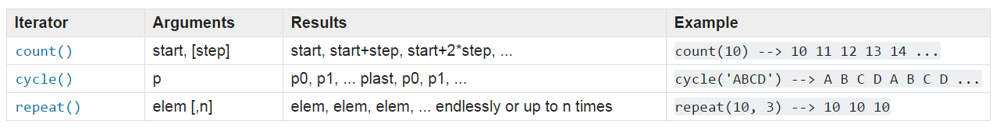 Iterator Arguments Results Example
count() start, [step] start, start+step, start+2*step, ... count(10) --> 10 11 12 13 14 ...
cycle() p p0, p1, ... plast, p0, p1, ... cycle('ABCD') --> A B C D A B C D ...
repeat() elem [,n] elem, elem, elem, ... endlessly or up to n times repeat(10, 3) --> 10 10 10